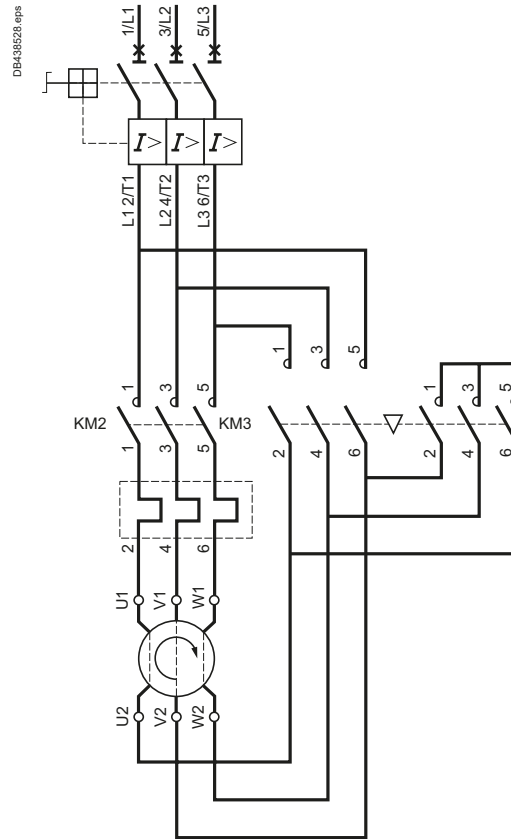 DB438528.eps
1/L1 3/L2 5/L3
I> I> I>
L1 2/T1 L2 4/T2 L3 6/T3
1 3 5
1 3 5 1 3 5
KM2 KM3
1 3 5 2 4 6 2 4 6
2 4 6
U1 V1 W1
U2 V2 W2